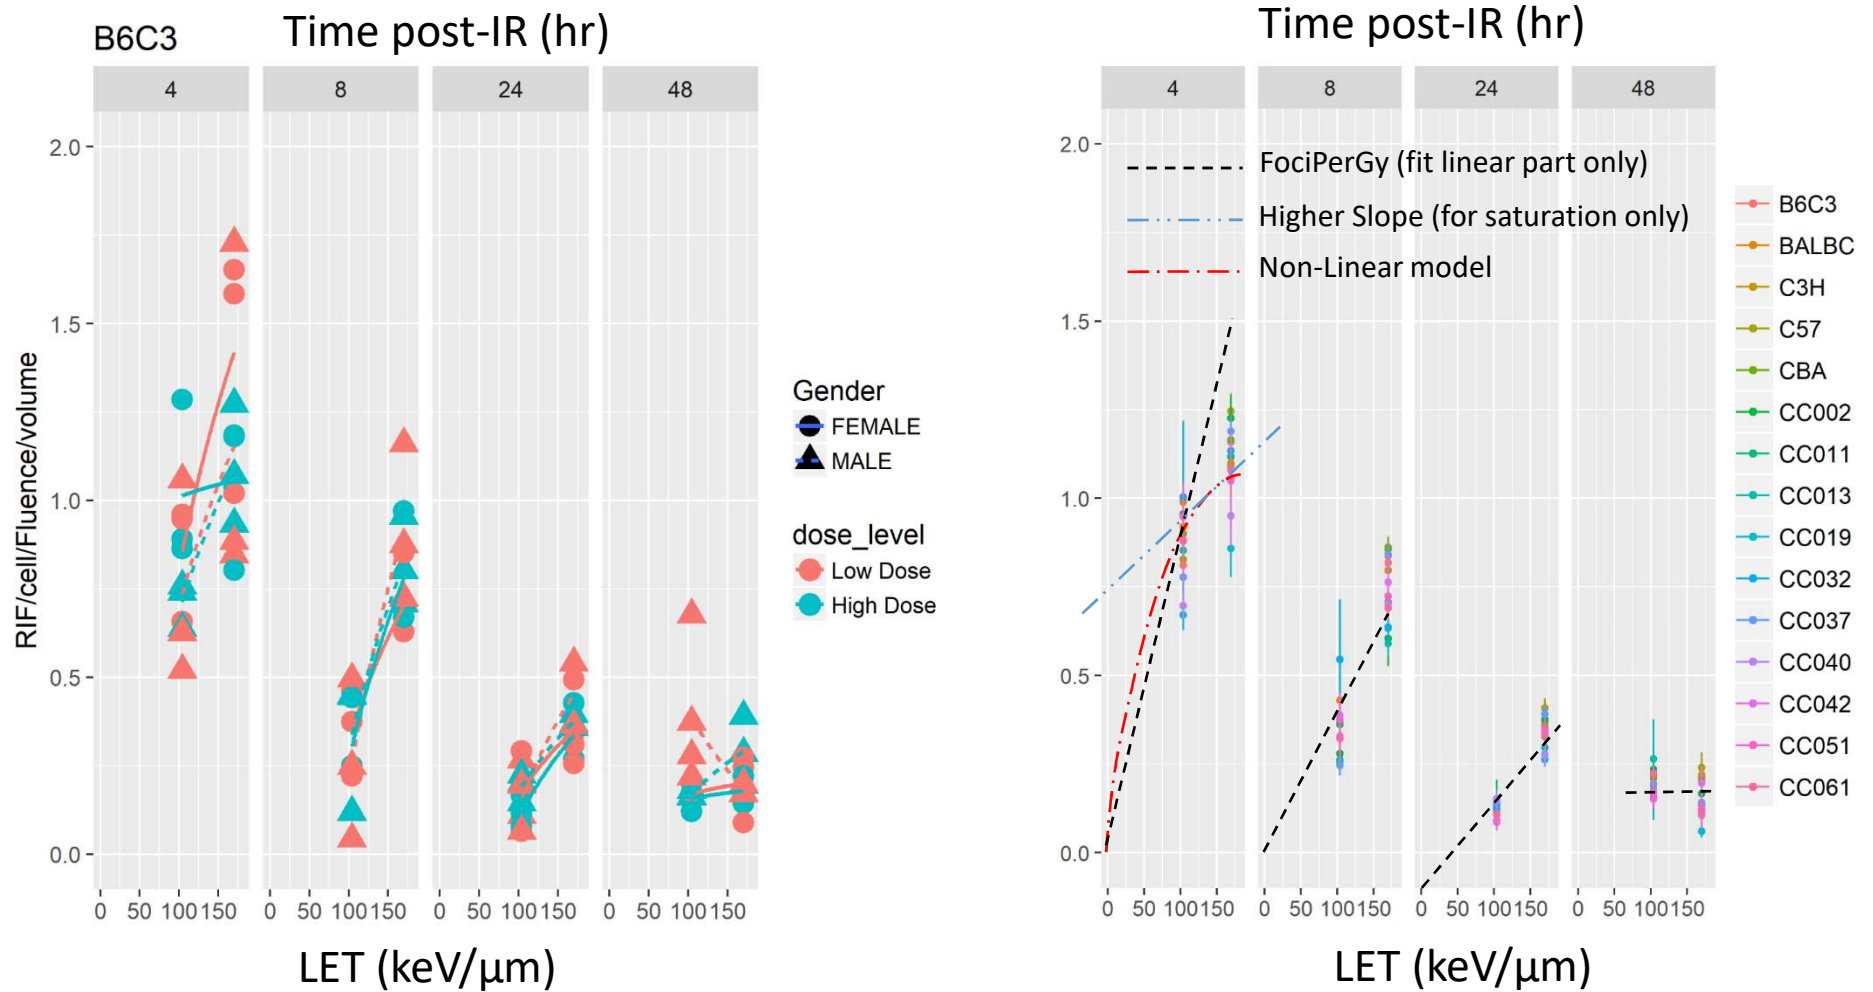 B6C3
Time post-IR (hr)
4
8
24
48
2.0
1.5
1.0
0.5
0.0
RIF/cell/Fluence/volume
0 50 100 150
0 50 100 150
0 50 100 150
0 50 100 150
LET (keV/μm)
Gender
FEMALE
MALE
dose_level
Low Dose
High Dose
Time post-IR (hr)
4
8
24
48
FociPerGy (fit linear part only)
Higher Slope (for saturation only)
Non-Linear model
2.0
1.5
1.0
0.5
0.0
0 50 100 150
0 50 100 150
0 50 100 150
0 50 100 150
LET (keV/μm)
B6C3
BALBC
C3H
C57
CBA
CC002
CC011
CC013
CC019
CC032
CC037
CC040
CC042
CC051
CC061